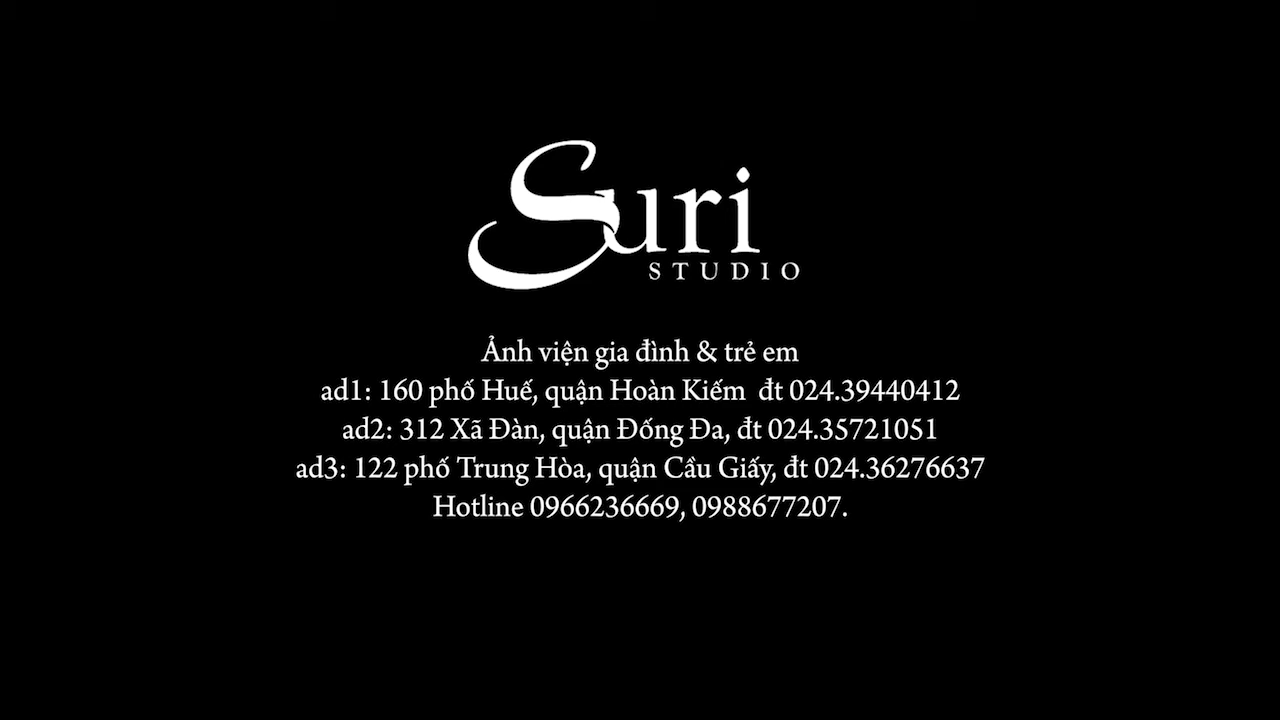 Suri
STUDIO
Ảnh viện gia đình & trẻ em
ad1: 160 phố Huế, quận Hoàn Kiếm đt 024.39440412
ad2: 312 Xã Đàn, quận Đống Đa, đt 024.35721051
ad3: 122 phố Trung Hòa, quận Cầu Giấy, đt 024.36276637
Hotline 0966236669, 0988677207.